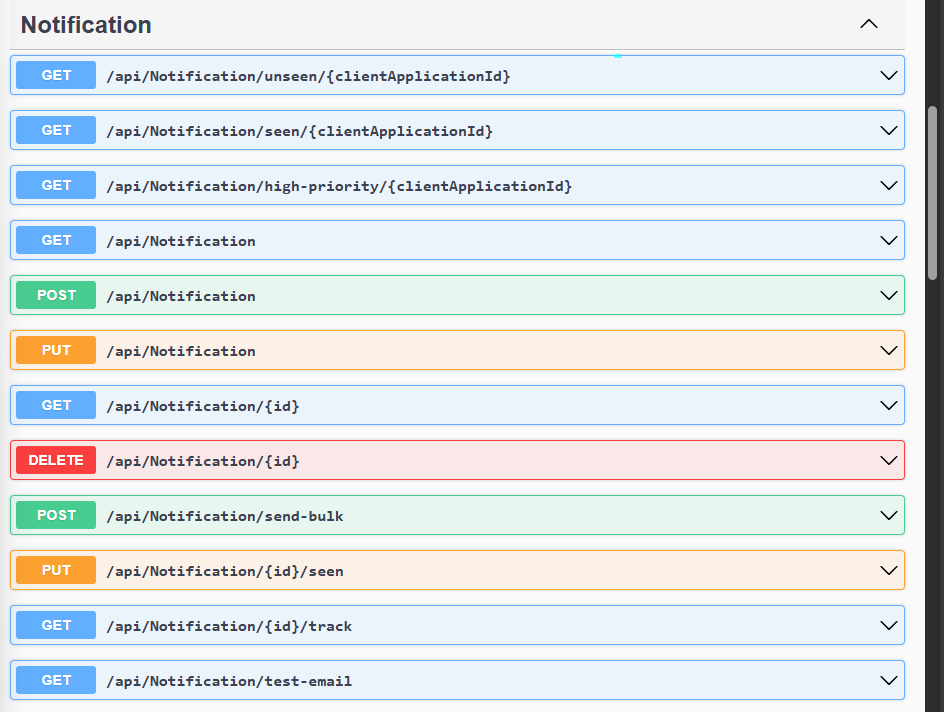 Notification
GET /api/Notification/unseen/{clientApplicationId}
GET /api/Notification/seen/{clientApplicationId}
GET /api/Notification/high-priority/{clientApplicationId}
GET /api/Notification
POST /api/Notification
PUT /api/Notification
GET /api/Notification/{id}
DELETE /api/Notification/{id}
POST /api/Notification/send-bulk
PUT /api/Notification/{id}/seen
GET /api/Notification/{id}/track
GET /api/Notification/test-email